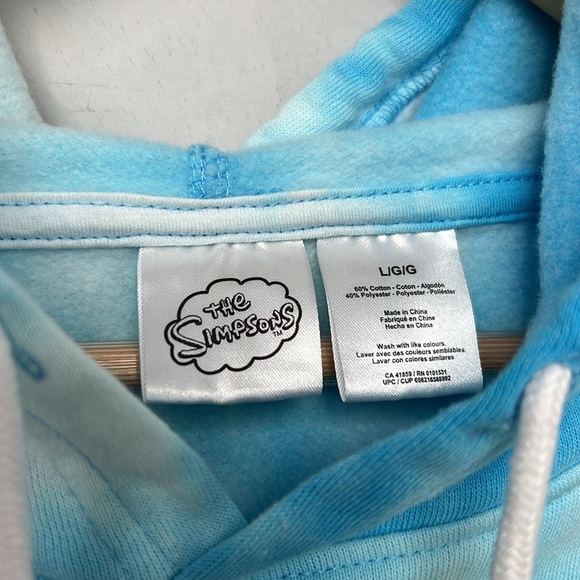 THE
SIMPSONS
TM
L/G/G
60% Cotton - Coton - Algodón
40% Polyester - Polyester - Poliéster
Made in China
Fabriqué en Chine
Hecho en China
Wash with like colours.
Laver avec des couleurs semblables.
Lavar con colores similares
CA 41859 / RN 0101531
UPC / CUP